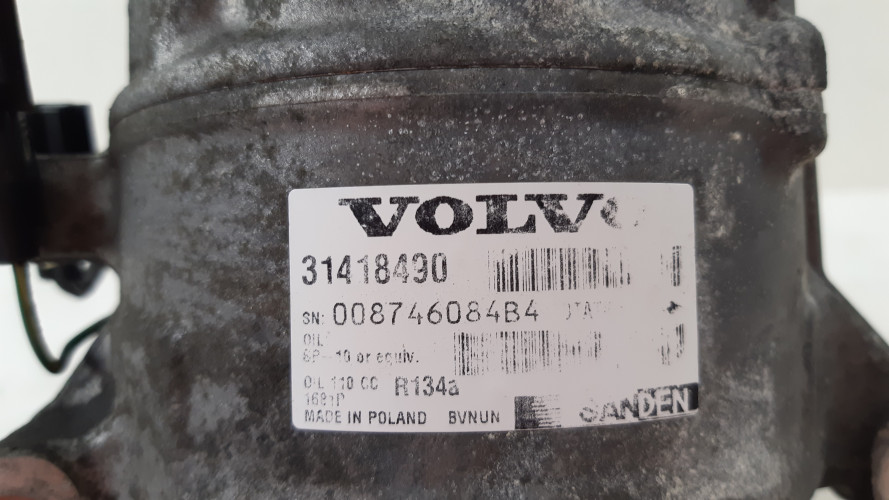 VOLVO
31418490
SN: 008746084B4
OIL
SP-10 or equiv.
OIL 110 CC R134a
MADE IN POLAND BVNUN
SANDEN